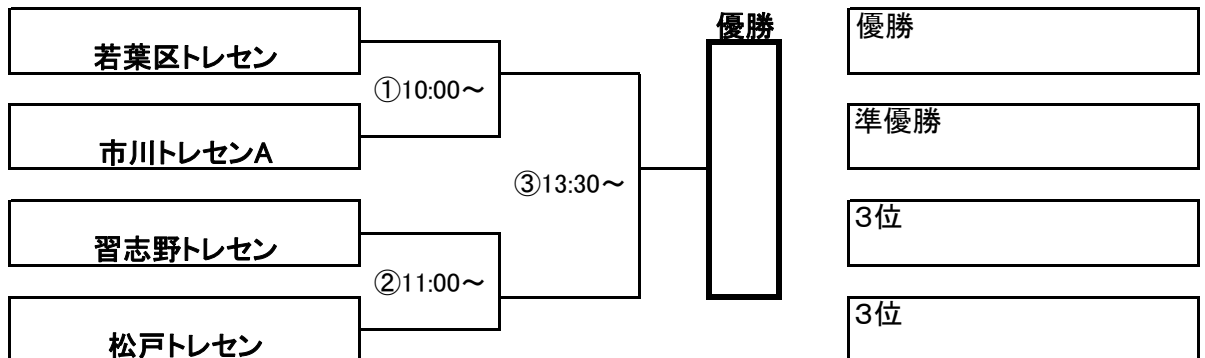 優勝
優勝
若葉区トレセン
①10:00～
準優勝
市川トレセンA
③13:30～
3位
習志野トレセン
②11:00～
3位
松戸トレセン